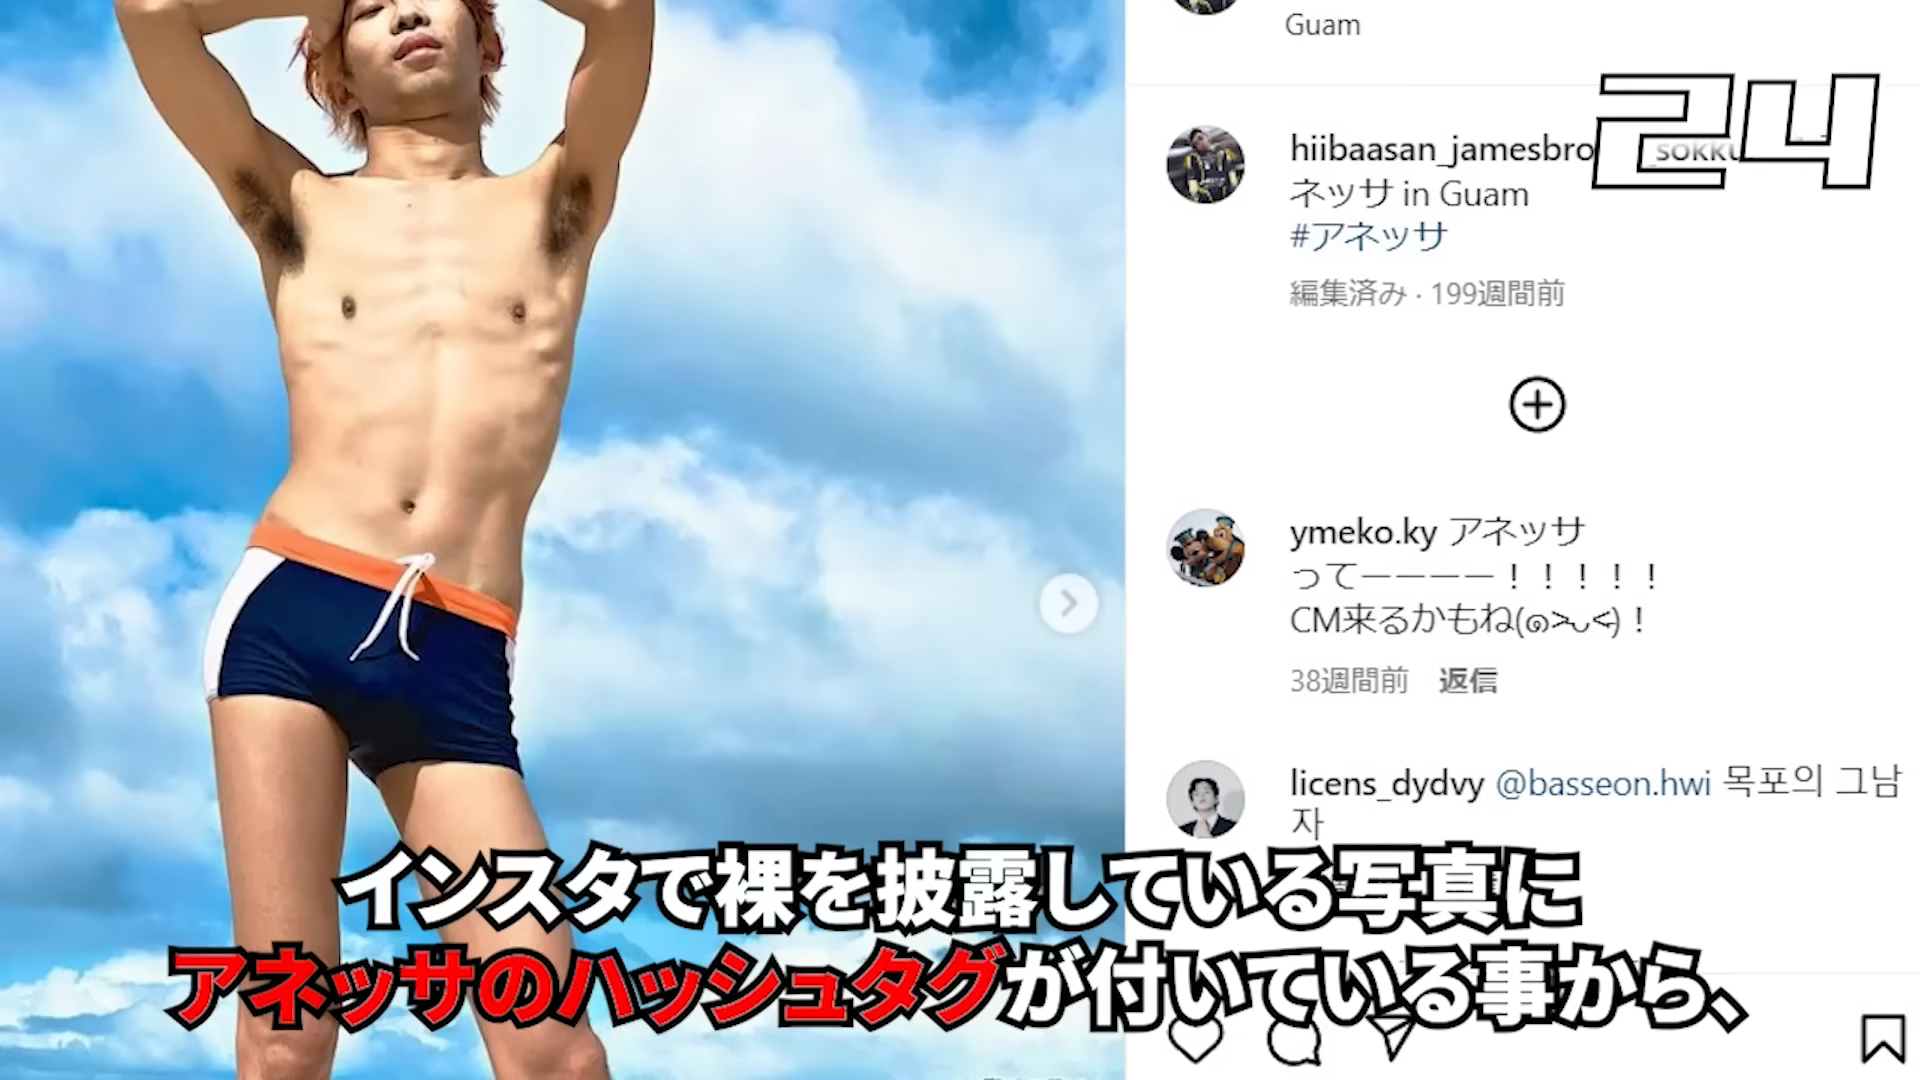 Guam
24
hiibaasan_jamesbro
ネッサ in Guam
#アネッサ
編集済み · 199週間前
ymeko.ky アネッサ
ってーーーー！！！！！
CM来るかもね(๑˃̵ᴗ˂̵)！
38週間前 返信
licens_dydvy @basseon.hwi 목포의 그남
자
インスタで裸を披露している写真に
アネッサのハッシュタグが付いている事から、